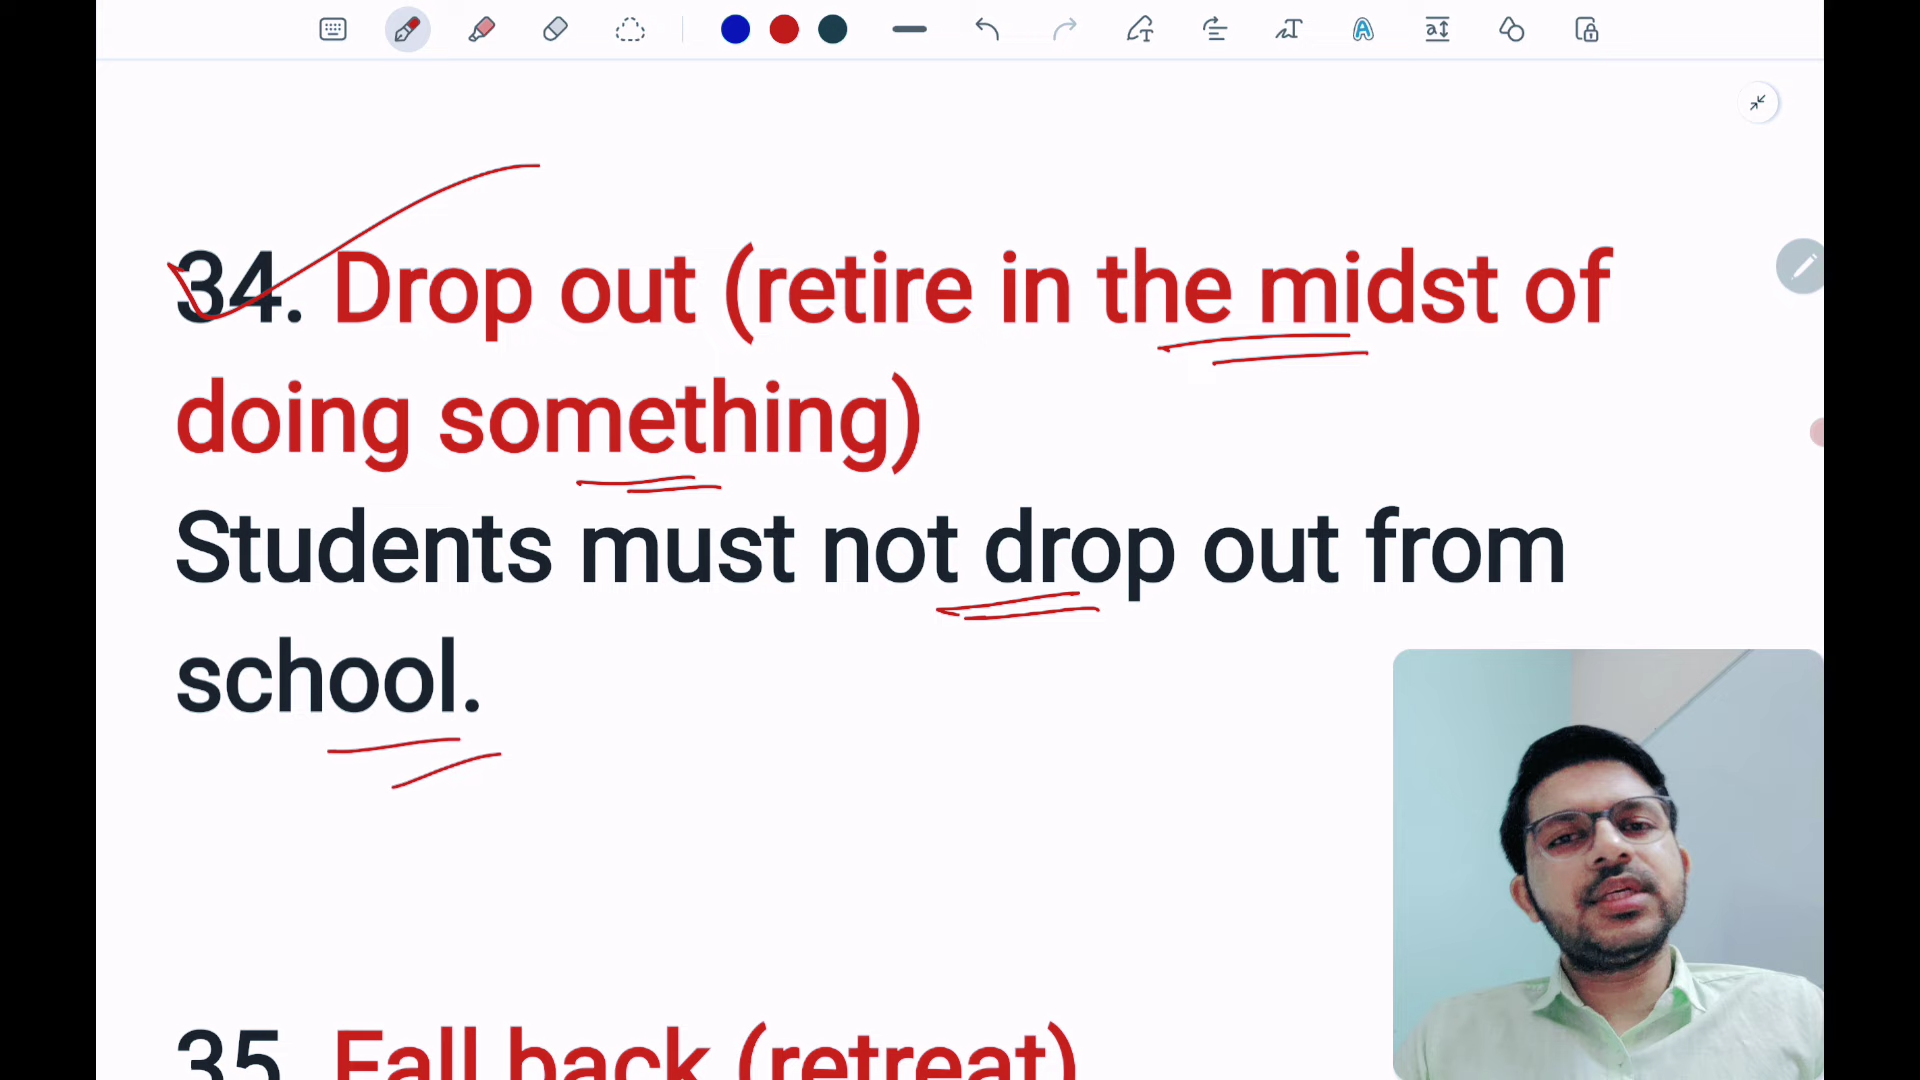 34. Drop out (retire in the midst of
doing something)
Students must not drop out from
school.
35. Fall back (retreat)